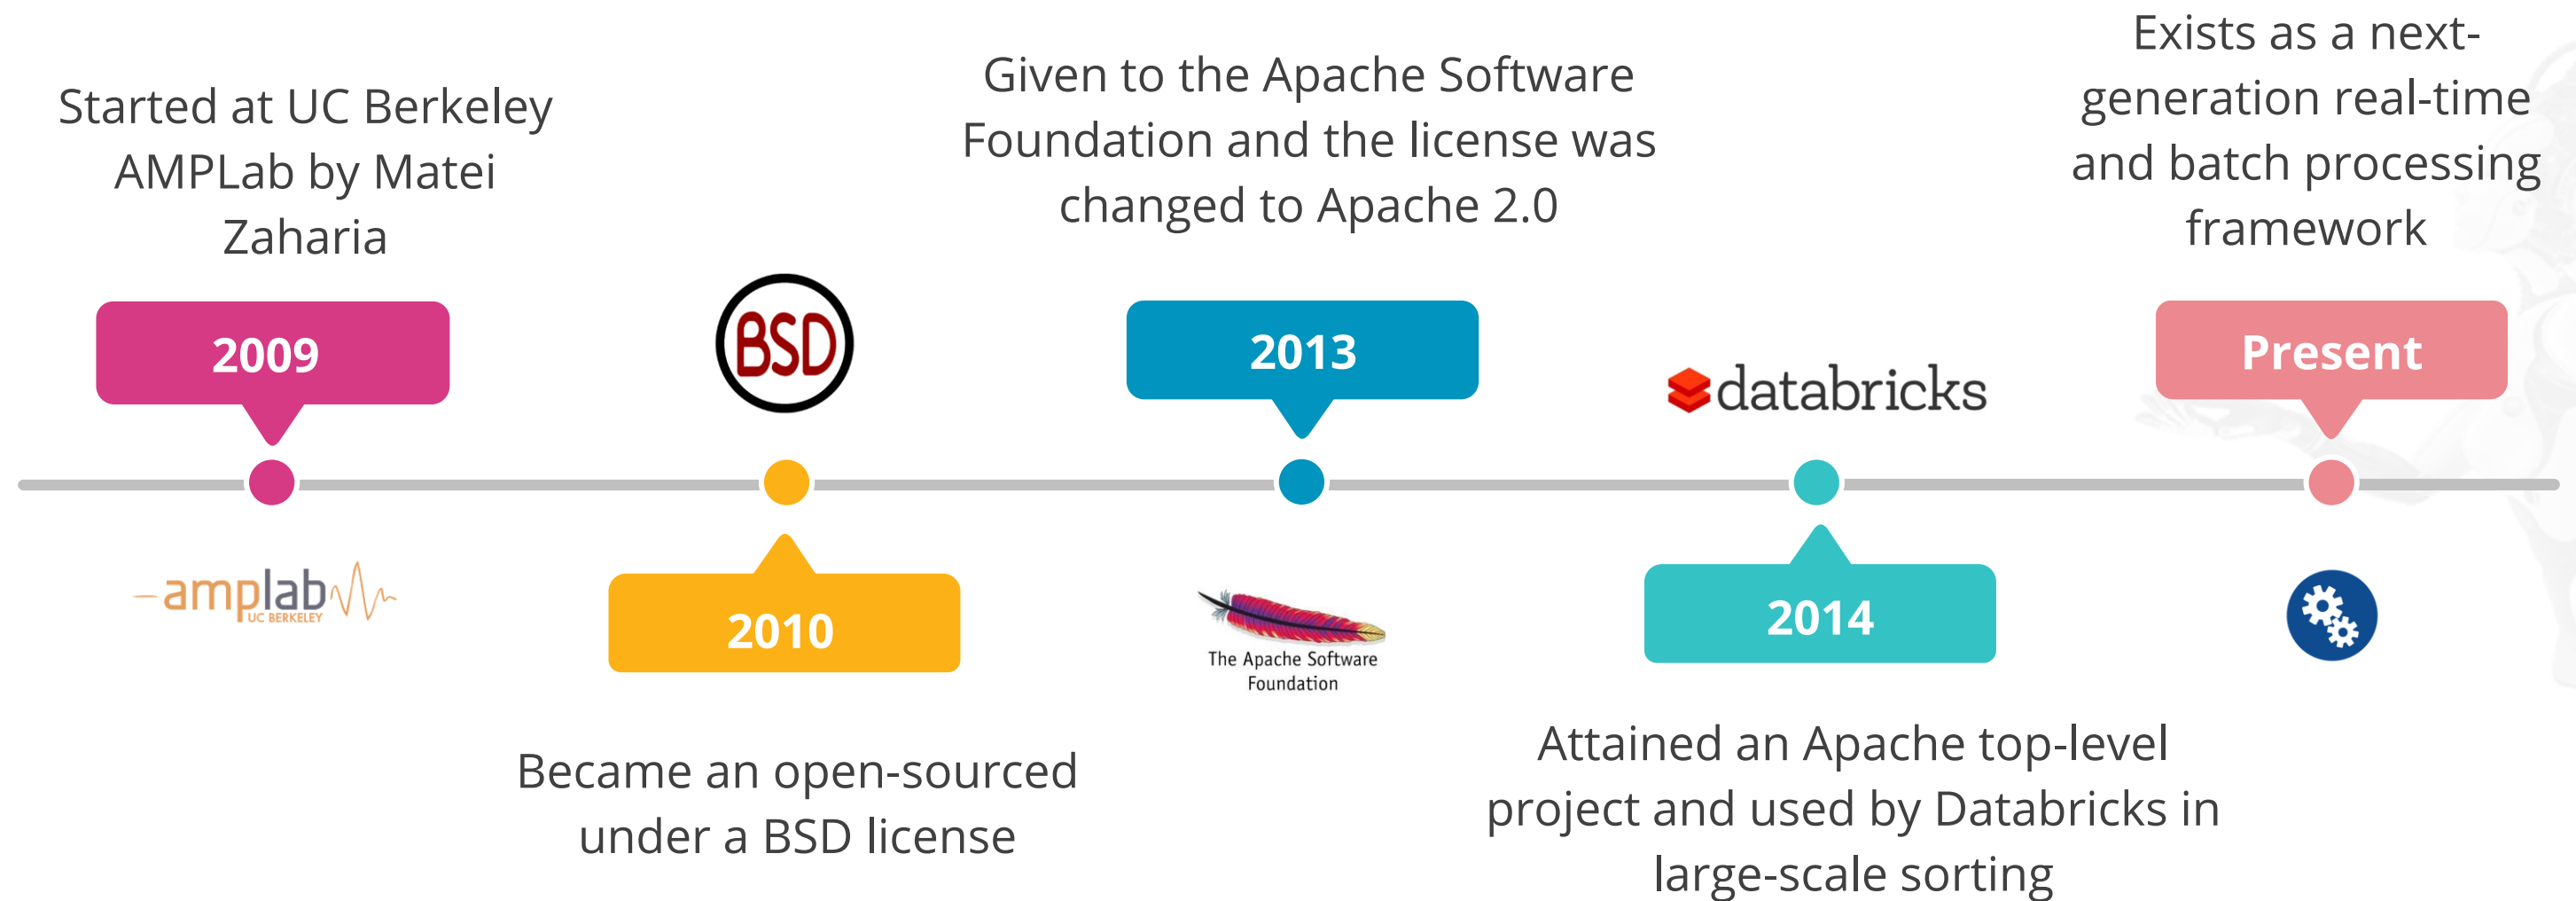 Started at UC Berkeley
AMPLab by Matei
Zaharia
2009
amplab
UC BERKELEY
BSD
2010
Became an open-sourced
under a BSD license
Given to the Apache Software
Foundation and the license was
changed to Apache 2.0
2013
The Apache Software
Foundation
databricks
2014
Attained an Apache top-level
project and used by Databricks in
large-scale sorting
Exists as a next-
generation real-time
and batch processing
framework
Present